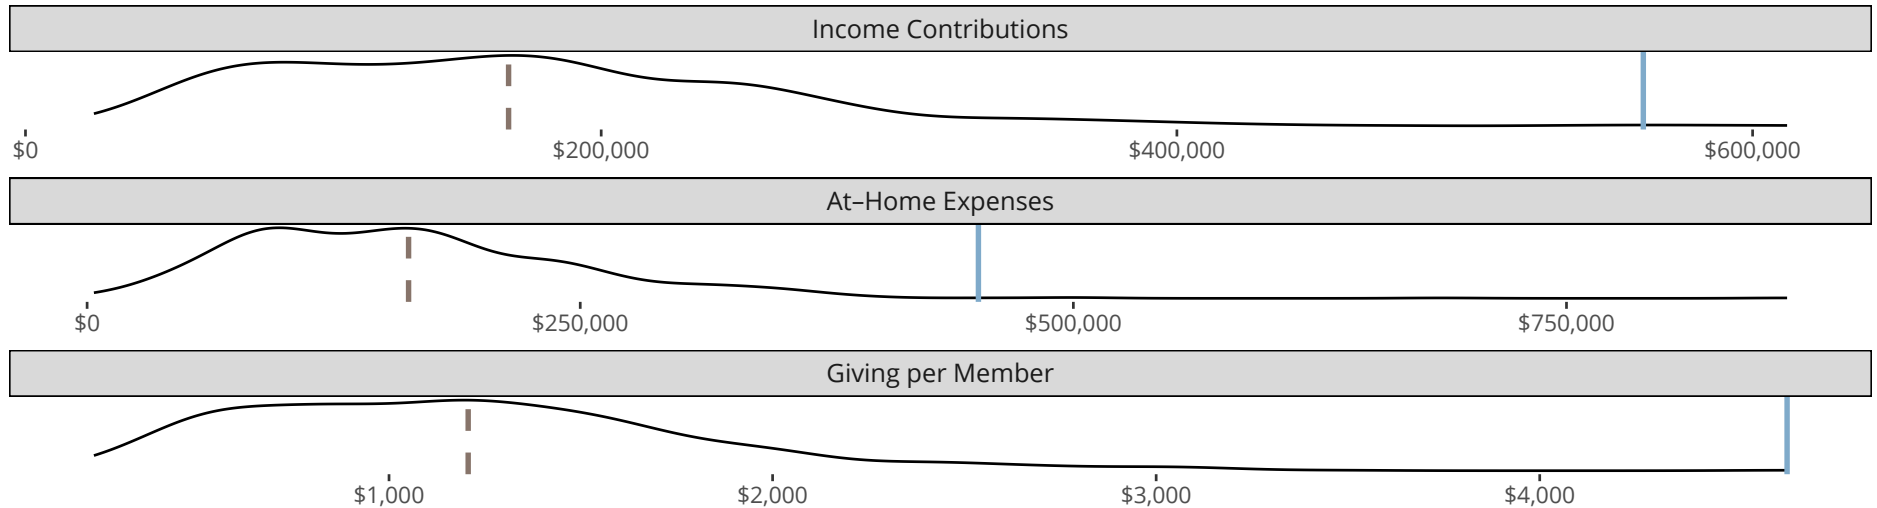 Income Contributions
$0 $200,000 $400,000 $600,000
At–Home Expenses
$0 $250,000 $500,000 $750,000
Giving per Member
$1,000 $2,000 $3,000 $4,000